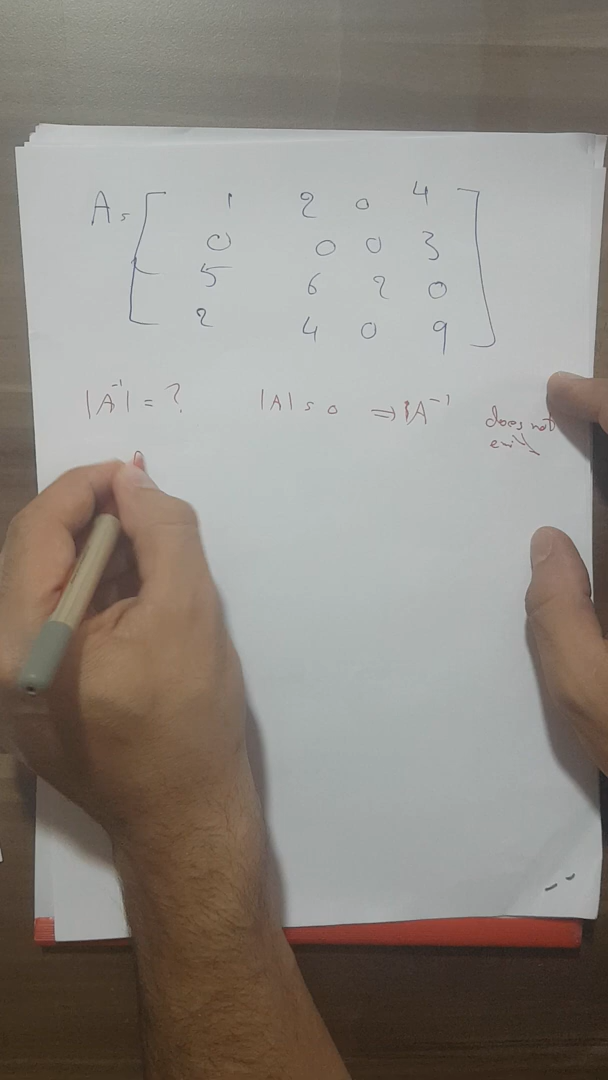 A = [ 1 2 0 4
0 0 0 3
5 6 2 0
2 4 0 9 ]
|A⁻¹| = ? |A| = 0 ⇒ |A⁻¹ does not